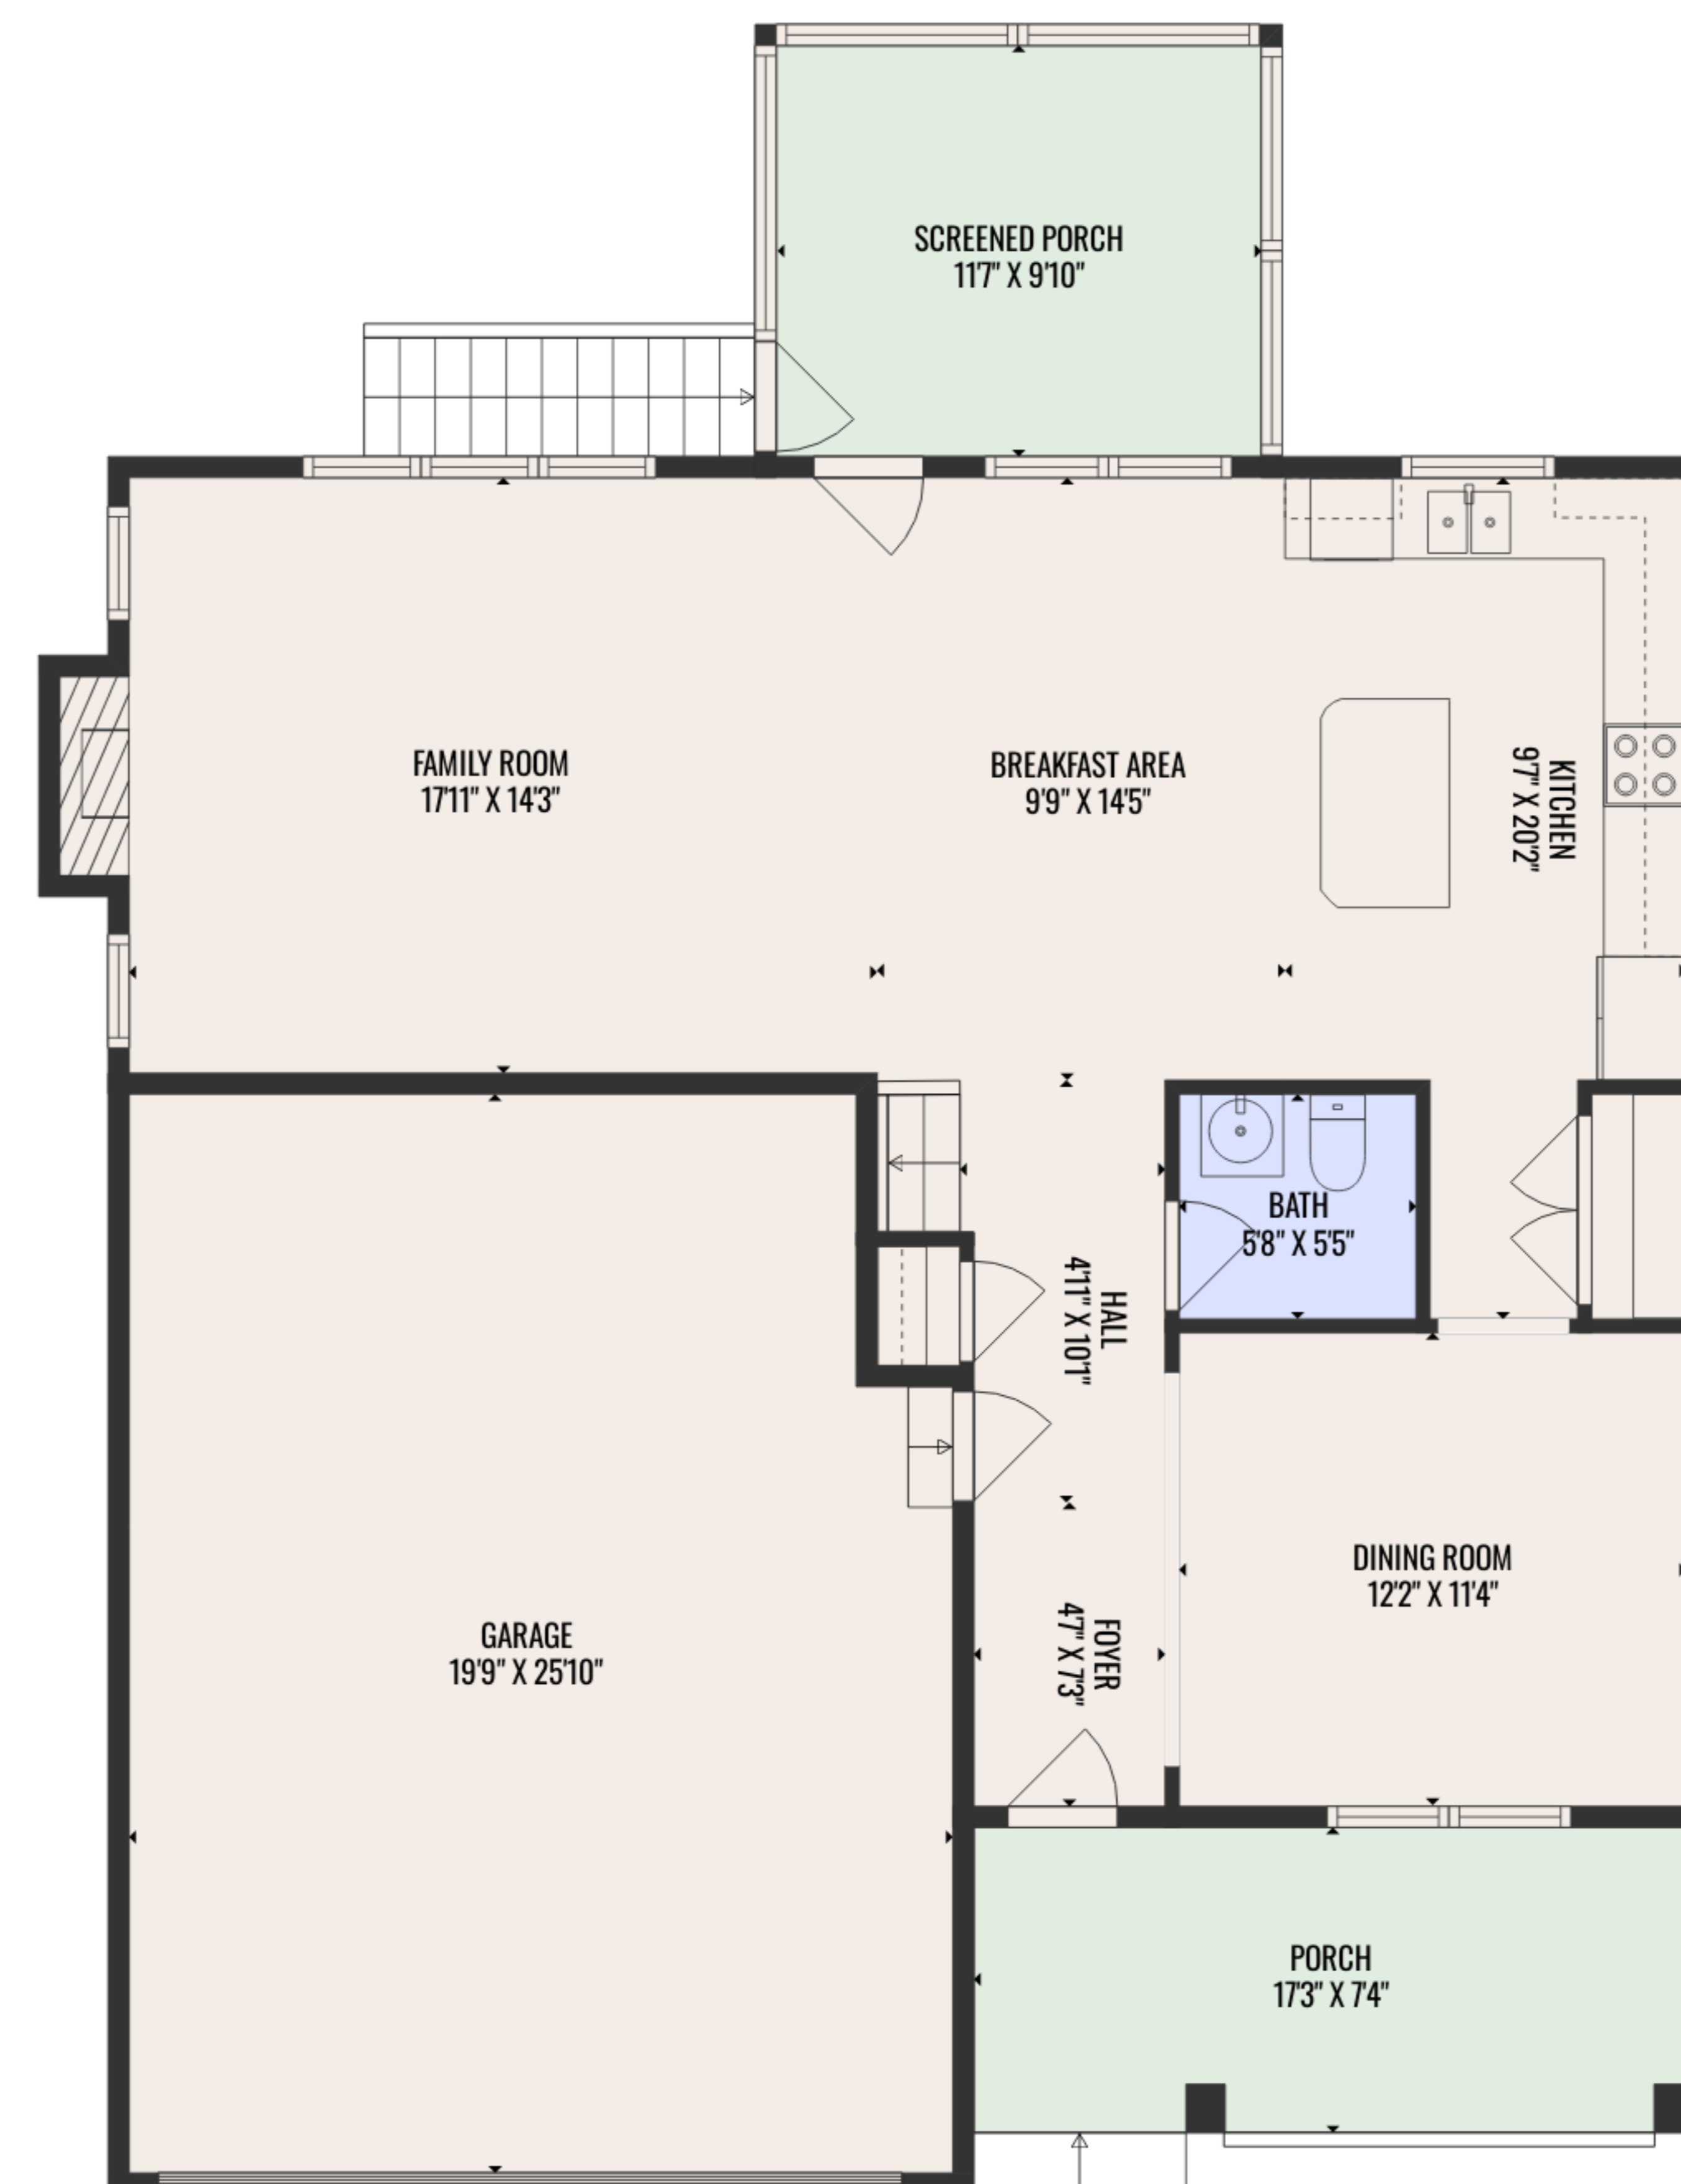 SCREENED PORCH
11'7" X 9'10"
FAMILY ROOM
17'11" X 14'3"
BREAKFAST AREA
9'9" X 14'5"
KITCHEN
9'7" X 20'2"
BATH
5'8" X 5'5"
HALL
4'11" X 10'1"
DINING ROOM
12'2" X 11'4"
GARAGE
19'9" X 25'10"
FOYER
4'7" X 7'3"
PORCH
17'3" X 7'4"